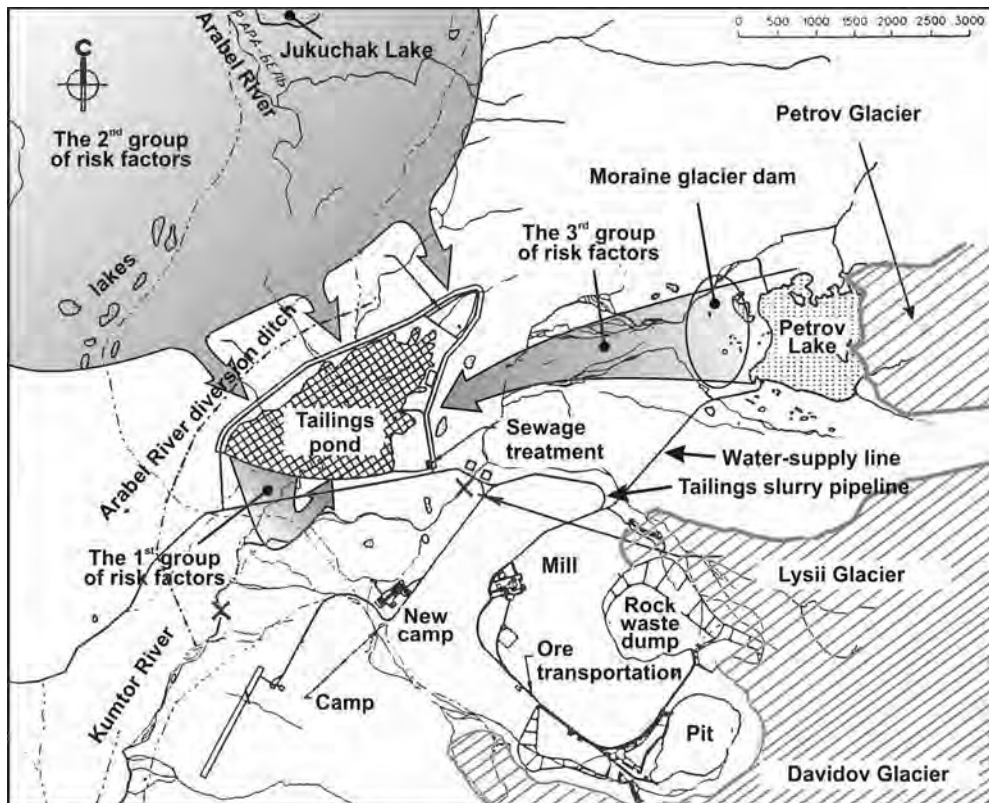 0 500 1000 1500 2000 2500 3000
С
Р. АРА-БЕЛЬ
Arabel River
Jukuchak Lake
The 2nd group
of risk factors
Petrov Glacier
Moraine glacier dam
The 3rd group
of risk factors
lakes
Petrov
Lake
Arabel River diversion ditch
Tailings
pond
Sewage
treatment
Water-supply line
Tailings slurry pipeline
The 1st group
of risk factors
Mill
Lysii Glacier
New
camp
Rock
waste
dump
Ore
transportation
Kumtor River
Camp
Pit
Davidov Glacier